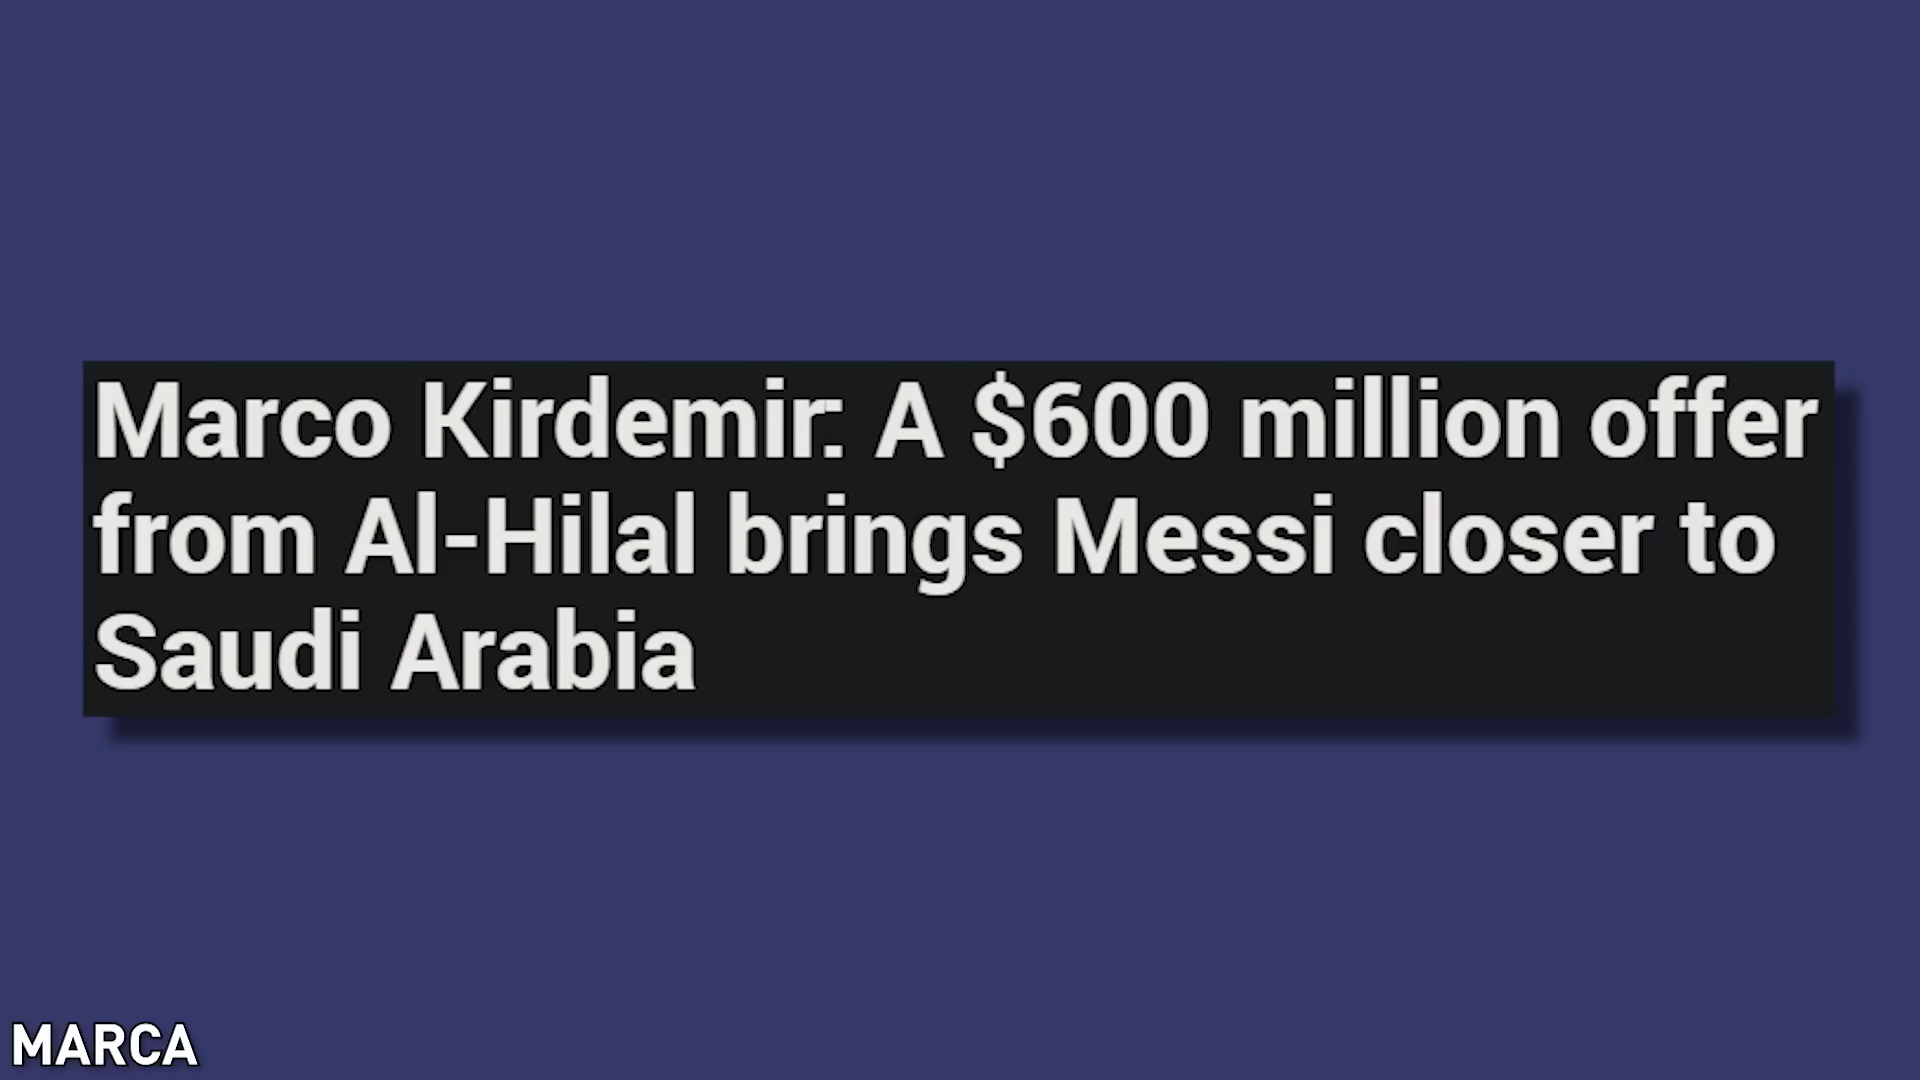 Marco Kirdemir: A $600 million offer
from Al-Hilal brings Messi closer to
Saudi Arabia
MARCA